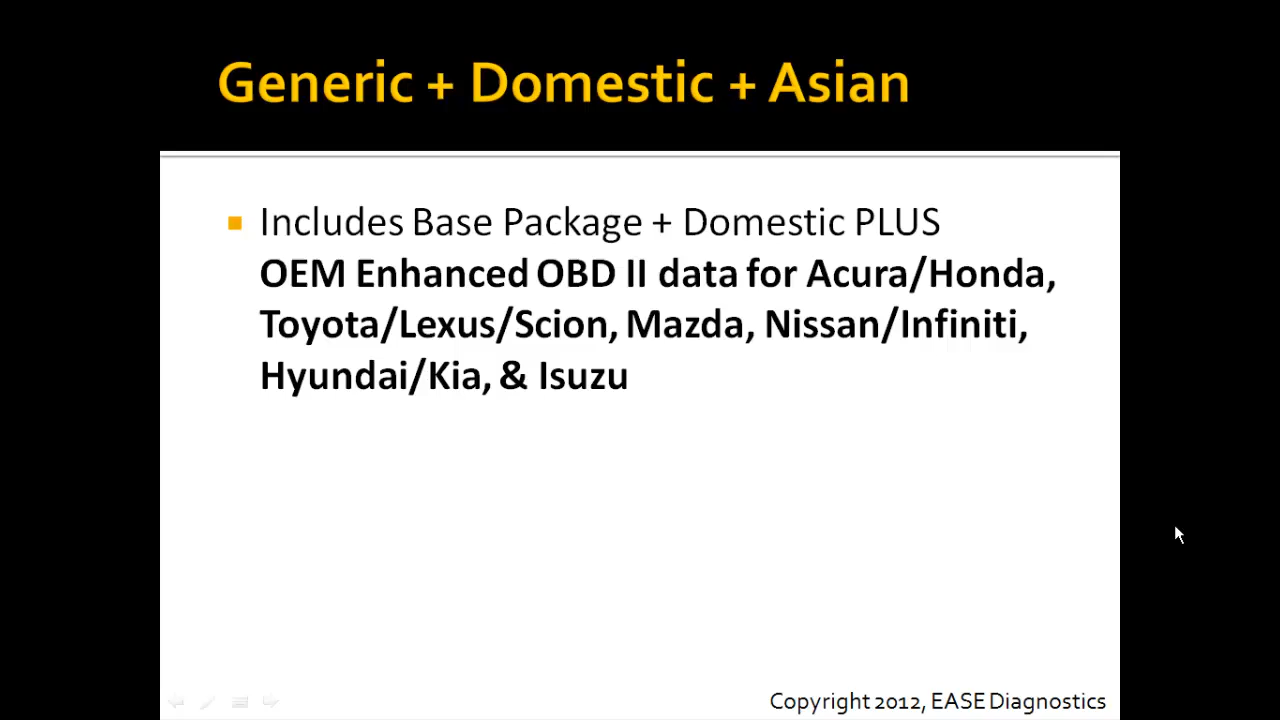 Generic + Domestic + Asian
Includes Base Package + Domestic PLUS
OEM Enhanced OBD II data for Acura/Honda,
Toyota/Lexus/Scion, Mazda, Nissan/Infiniti,
Hyundai/Kia, & Isuzu
Copyright 2012, EASE Diagnostics